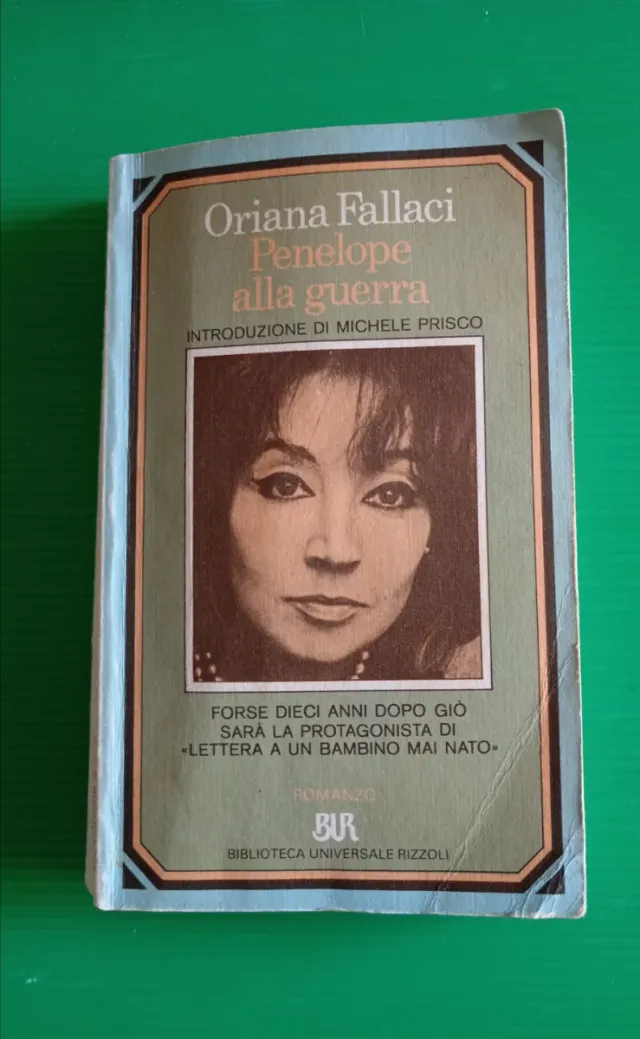 Oriana Fallaci
Penelope
alla guerra
INTRODUZIONE DI MICHELE PRISCO
FORSE DIECI ANNI DOPO GIÒ
SARÀ LA PROTAGONISTA DI
«LETTERA A UN BAMBINO MAI NATO»
ROMANZO
BUR
BIBLIOTECA UNIVERSALE RIZZOLI